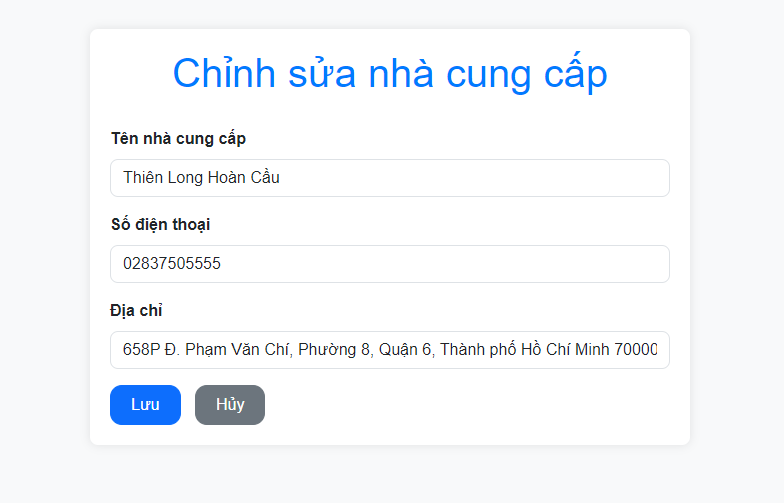 Chỉnh sửa nhà cung cấp
Tên nhà cung cấp
Thiên Long Hoàn Cầu
Số điện thoại
02837505555
Địa chỉ
658P Đ. Phạm Văn Chí, Phường 8, Quận 6, Thành phố Hồ Chí Minh 70000
Lưu
Hủy